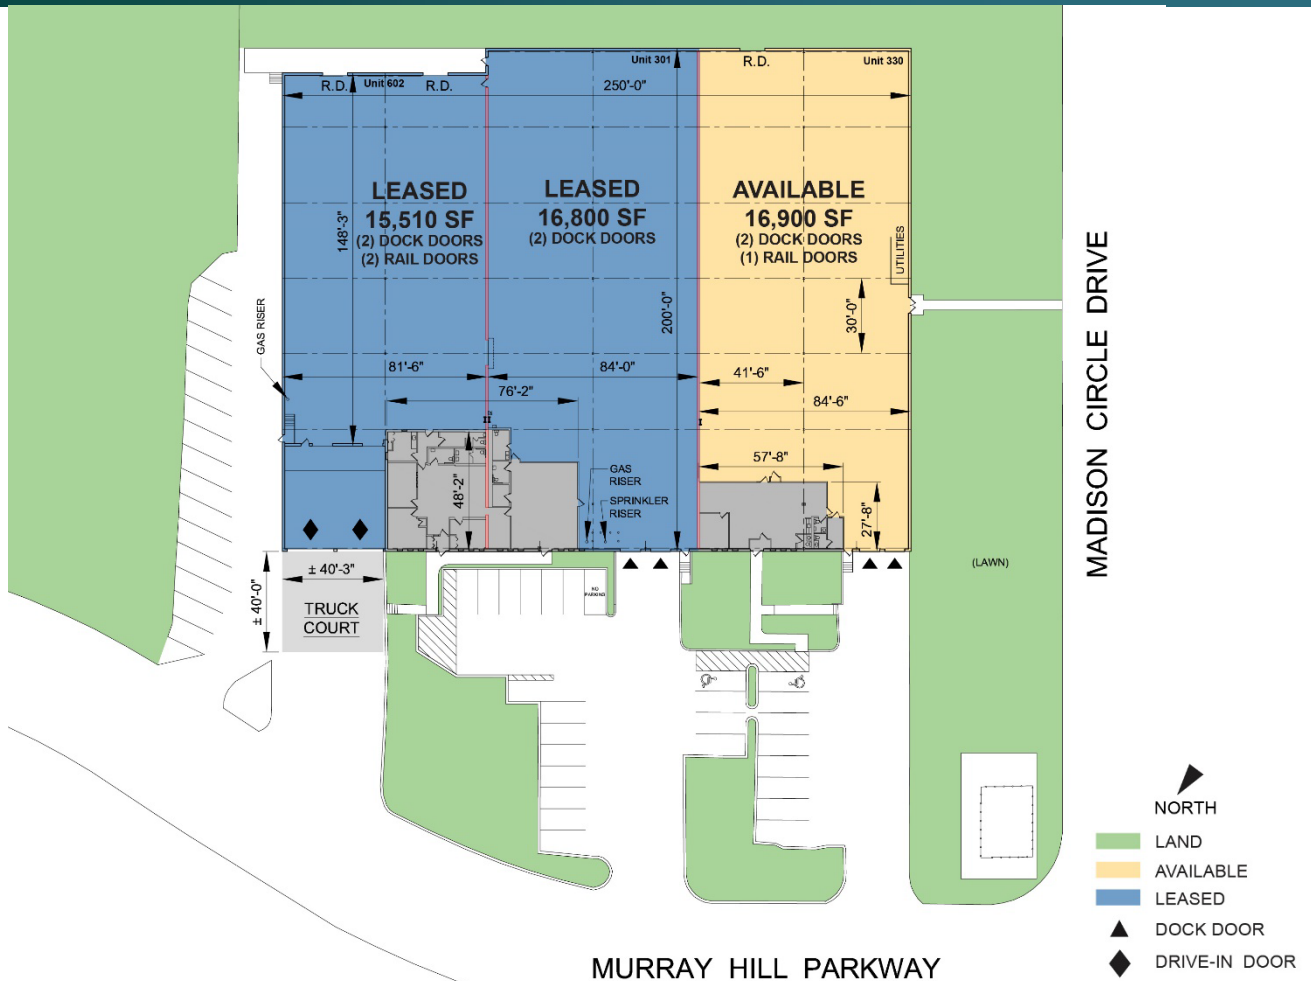 Unit 301
R.D.
Unit 330
R.D.
Unit 602
R.D.
250'-0"
LEASED
15,510 SF
(2) DOCK DOORS
(2) RAIL DOORS
LEASED
16,800 SF
(2) DOCK DOORS
AVAILABLE
16,900 SF
(2) DOCK DOORS
(1) RAIL DOORS
148'-3"
200'-0"
UTILITIES
30'-0"
GAS RISER
81'-6"
84'-0"
41'-6"
76'-2"
84'-6"
57'-8"
48'-2"
GAS
RISER
SPRINKLER
RISER
27'-8"
± 40'-3"
± 40'-0"
TRUCK
COURT
NO
PARKING
(LAWN)
MADISON CIRCLE DRIVE
NORTH
LAND
AVAILABLE
LEASED
DOCK DOOR
DRIVE-IN DOOR
MURRAY HILL PARKWAY